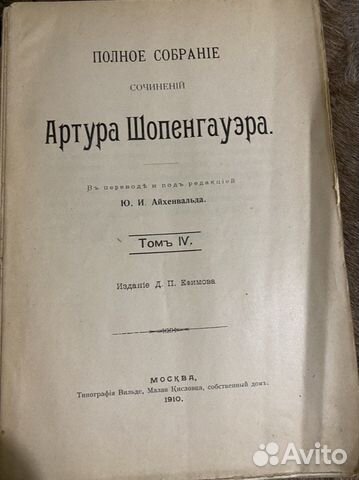 ПОЛНОЕ СОБРАНІЕ
СОЧИНЕНІЙ
Артура Шопенгауэра.
Въ переводѣ и подъ редакціей
Ю. И. Айхенвальда.
Томъ IV.
Изданіе Д. П. Ефимова
МОСКВА.
Типографія Вильде, Малая Кисловка, собственный домъ.
1910.
Avito